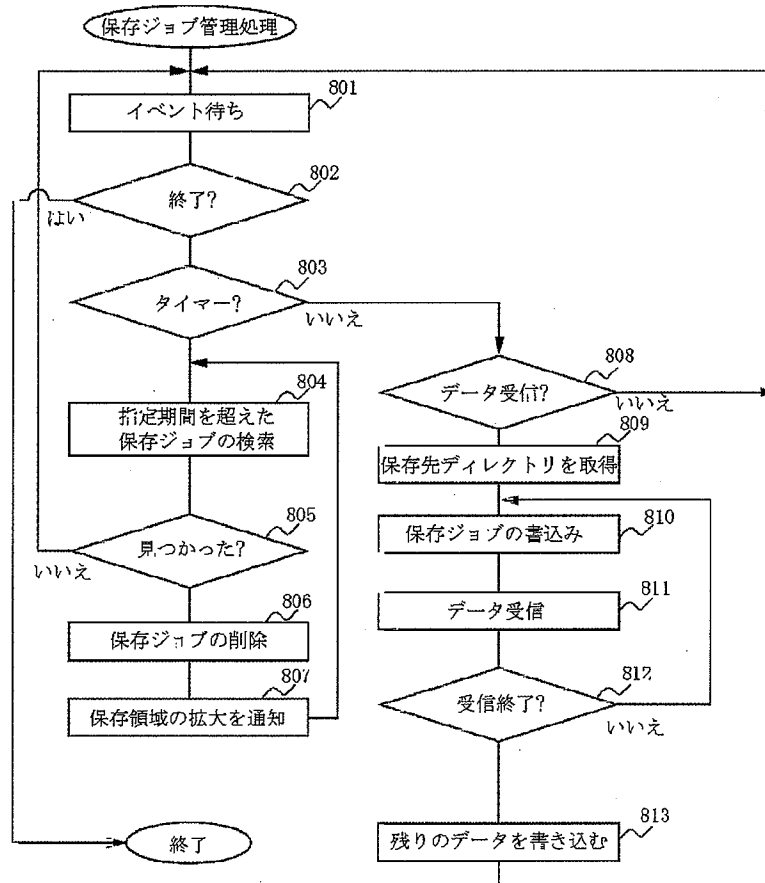 保存ジョブ管理処理
801
イベント待ち
802
終了?
はい
803
タイマー?
いいえ
804
指定期間を超えた
保存ジョブの検索
805
見つかった?
いいえ
806
保存ジョブの削除
807
保存領域の拡大を通知
終了
808
データ受信?
いいえ
809
保存先ディレクトリを取得
810
保存ジョブの書込み
811
データ受信
812
受信終了?
いいえ
813
残りのデータを書き込む